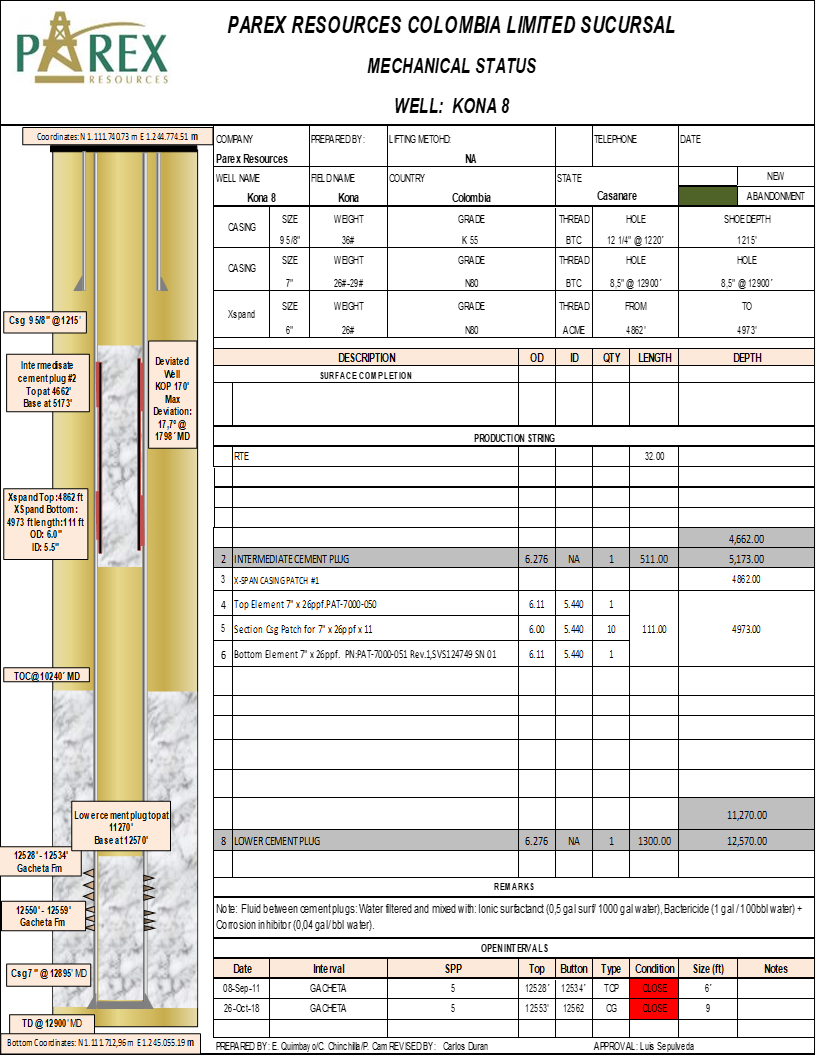 PAREX
RESOURCES
PAREX RESOURCES COLOMBIA LIMITED SUCURSAL
MECHANICAL STATUS
WELL: KONA 8
Coordinates: N 1.111.740.73 m E 1.244.774.51 m
COMPANY PREPARED BY: LIFTING METOHD: TELEPHONE DATE
Parex Resources NA
WELL NAME FIELD NAME COUNTRY STATE NEW
Kona 8 Kona Colombia Casanare ABANDONMENT
CASING SIZE WEIGHT GRADE THREAD HOLE SHOE DEPTH
9 5/8" 36# K 55 BTC 12 1/4" @ 1220´ 1215'
CASING SIZE WEIGHT GRADE THREAD HOLE HOLE
7" 26#-29# N80 BTC 8,5" @ 12900´ 8,5" @ 12900´
Xspand SIZE WEIGHT GRADE THREAD FROM TO
6" 26# N80 ACME 4862' 4973'
DESCRIPTION OD ID QTY LENGTH DEPTH
SURFACE COMPLETION
PRODUCTION STRING
RTE 32.00
4,662.00
2 INTERMEDIATE CEMENT PLUG 6.276 NA 1 511.00 5,173.00
3 X-SPAN CASING PATCH #1 4862.00
4 Top Element 7" x 26ppf.PAT-7000-050 6.11 5.440 1
5 Section Csg Patch for 7" x 26ppf x 11 6.00 5.440 10 111.00 4973.00
6 Bottom Element 7" x 26ppf. PN:PAT-7000-051 Rev.1,SVS124749 SN 01 6.11 5.440 1
11,270.00
8 LOWER CEMENT PLUG 6.276 NA 1 1300.00 12,570.00
REMARKS
Note: Fluid between cement plugs: Water filtered and mixed with: Ionic surfactanct (0,5 gal surf/ 1000 gal water), Bactericide (1 gal / 100bbl water) +
Corrosion inhibitor (0,04 gal/ bbl water).
OPEN INTERVALS
Date Interval SPP Top Button Type Condition Size (ft) Notes
08-Sep-11 GACHETA 5 12528´ 12534´ TCP CLOSE 6´
26-Oct-18 GACHETA 5 12553' 12562 CG CLOSE 9
PREPARED BY: E. Quimbayo/C. Chinchilla/P. Cam REVISED BY: Carlos Duran APPROVAL: Luis Sepulveda
Csg 9 5/8" @ 1215'
Intermedisate
cement plug #2
Top at 4662'
Base at 5173'
Deviated
Well
KOP 170'
Max
Deviation:
17,7º @
1798´ MD
Xspand Top:4862 ft
XSpand Bottom:
4973 ft length:111 ft
OD: 6.0"
ID: 5.5"
TOC@ 10240´ MD
Lower cement plug top at
11270'
Base at 12570'
12528' - 12534'
Gacheta Fm
12550' - 12559'
Gacheta Fm
Csg 7 " @ 12895' MD
TD @ 12900' MD
Bottom Coordinates: N 1.111.712,96 m E 1.245.055.19 m